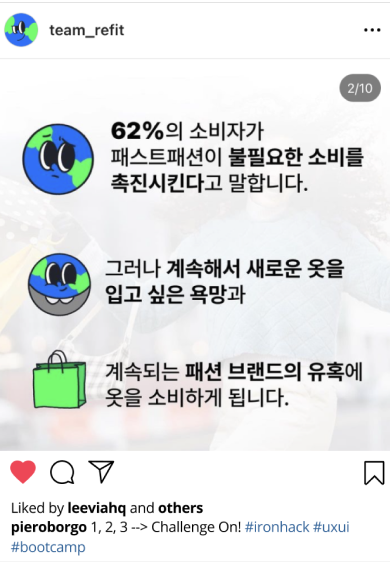 team_refit
2/10
62%의 소비자가
패스트패션이 불필요한 소비를
촉진시킨다고 말합니다.
그러나 계속해서 새로운 옷을
입고 싶은 욕망과
계속되는 패션 브랜드의 유혹에
옷을 소비하게 됩니다.
Liked by leeviahq and others
pieroborgo 1, 2, 3 --> Challenge On! #ironhack #uxui
#bootcamp